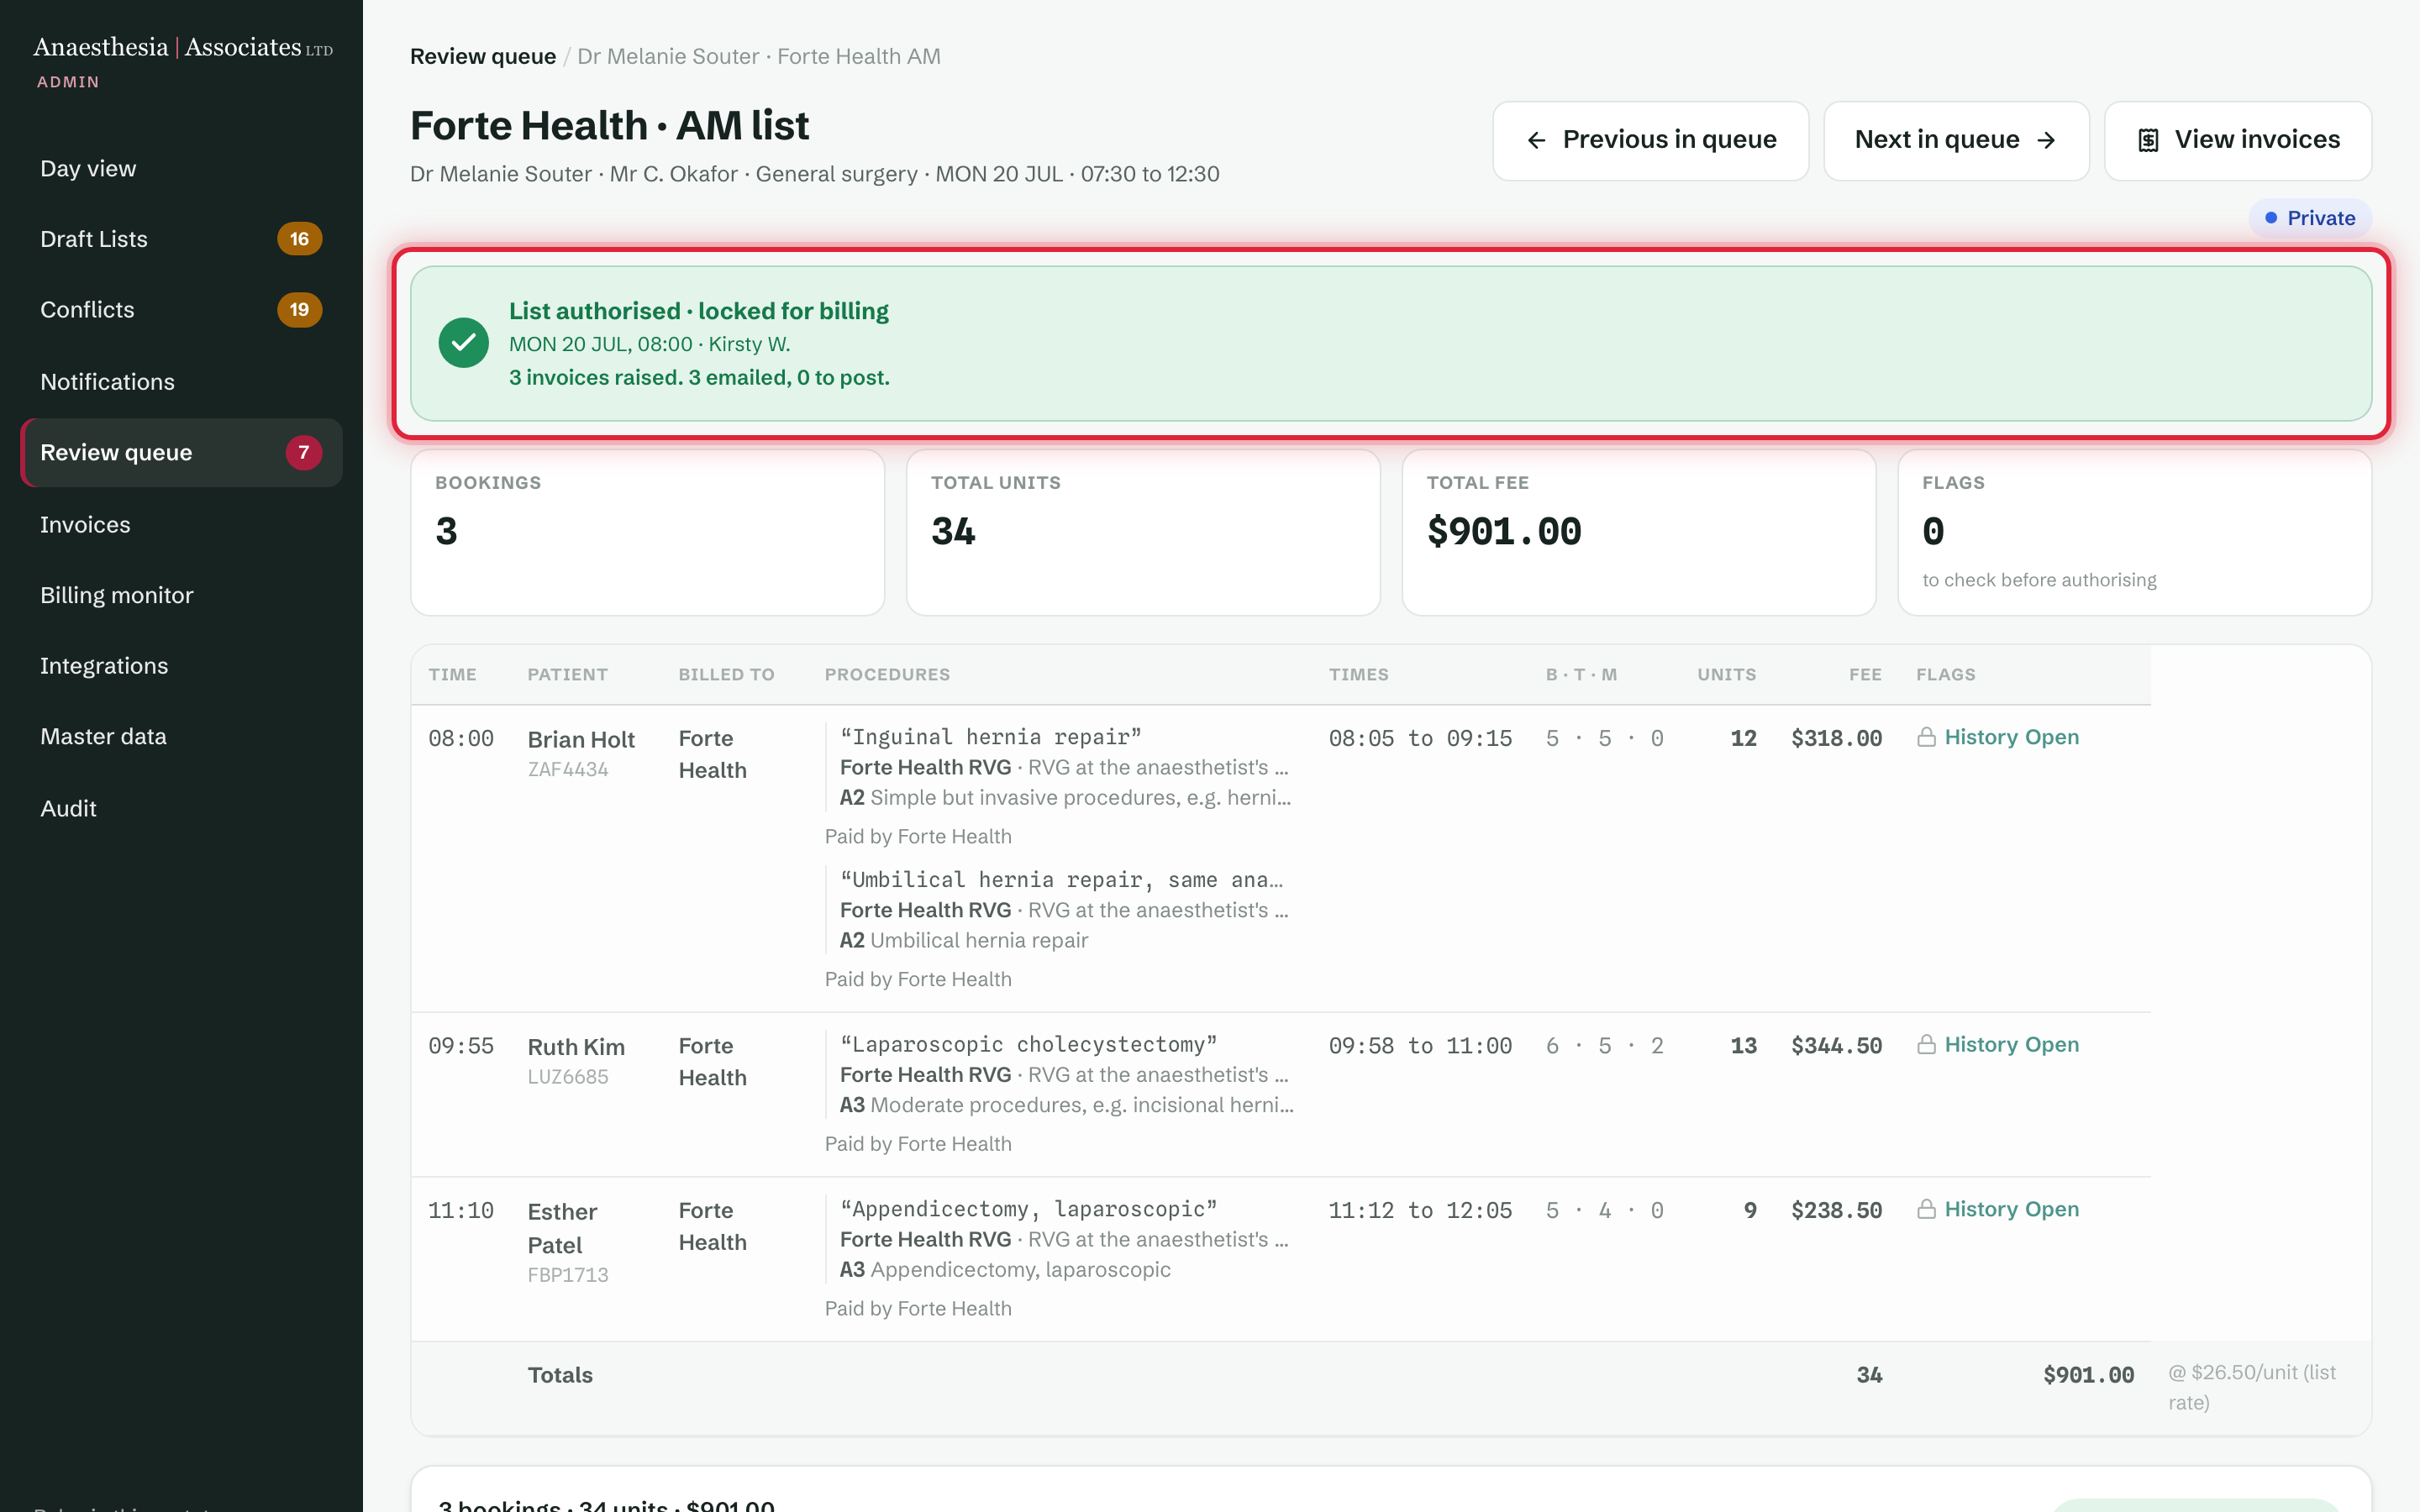 Anaesthesia | Associates LTD
ADMIN
Day view
Draft Lists 16
Conflicts 19
Notifications
Review queue 7
Invoices
Billing monitor
Integrations
Master data
Audit
Review queue / Dr Melanie Souter · Forte Health AM
Forte Health · AM list
Dr Melanie Souter · Mr C. Okafor · General surgery · MON 20 JUL · 07:30 to 12:30
← Previous in queue
Next in queue →
View invoices
Private
List authorised · locked for billing
MON 20 JUL, 08:00 · Kirsty W.
3 invoices raised. 3 emailed, 0 to post.
BOOKINGS
3
TOTAL UNITS
34
TOTAL FEE
$901.00
FLAGS
0
to check before authorising
TIME PATIENT BILLED TO PROCEDURES TIMES B · T · M UNITS FEE FLAGS
08:00 Brian Holt Forte “Inguinal hernia repair” 08:05 to 09:15 5 · 5 · 0 12 $318.00 History Open
ZAF4434 Health Forte Health RVG · RVG at the anaesthetist's ...
A2 Simple but invasive procedures, e.g. herni...
Paid by Forte Health
“Umbilical hernia repair, same ana...
Forte Health RVG · RVG at the anaesthetist's ...
A2 Umbilical hernia repair
Paid by Forte Health
09:55 Ruth Kim Forte “Laparoscopic cholecystectomy” 09:58 to 11:00 6 · 5 · 2 13 $344.50 History Open
LUZ6685 Health Forte Health RVG · RVG at the anaesthetist's ...
A3 Moderate procedures, e.g. incisional herni...
Paid by Forte Health
11:10 Esther Forte “Appendicectomy, laparoscopic” 11:12 to 12:05 5 · 4 · 0 9 $238.50 History Open
Patel Health Forte Health RVG · RVG at the anaesthetist's ...
FBP1713 A3 Appendicectomy, laparoscopic
Paid by Forte Health
Totals 34 $901.00 @ $26.50/unit (list
rate)
3 bookings · 34 units · $901.00